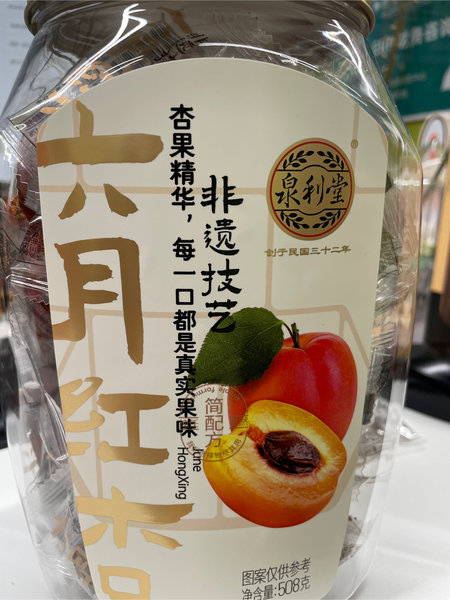 六月红杏
杏果精华，每一口都是真实果味
非遗技艺
June
HongXing
泉利堂
®
创于民国三十二年
简配方
图案仅供参考
净含量:508克